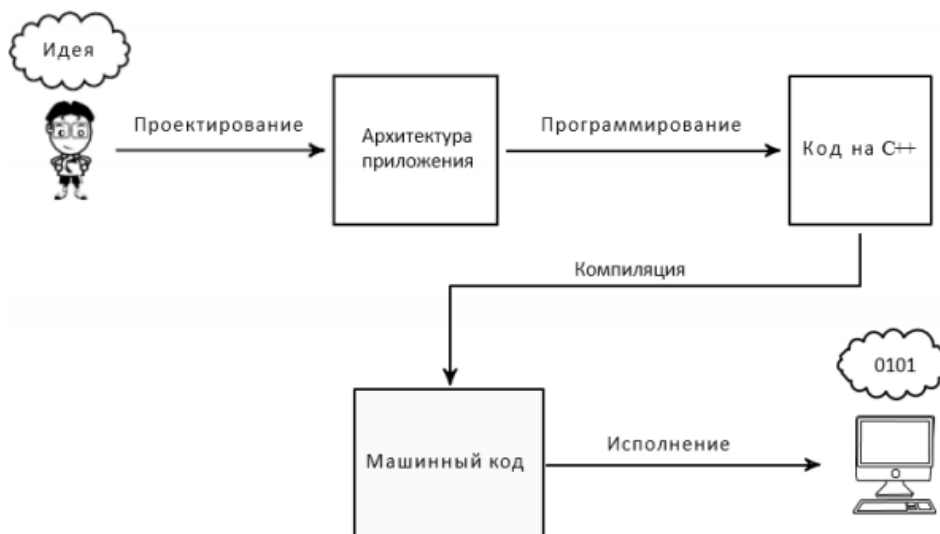 Идея
Проектирование
Архитектура
приложения
Программирование
Код на C++
Компиляция
0101
Машинный код
Исполнение